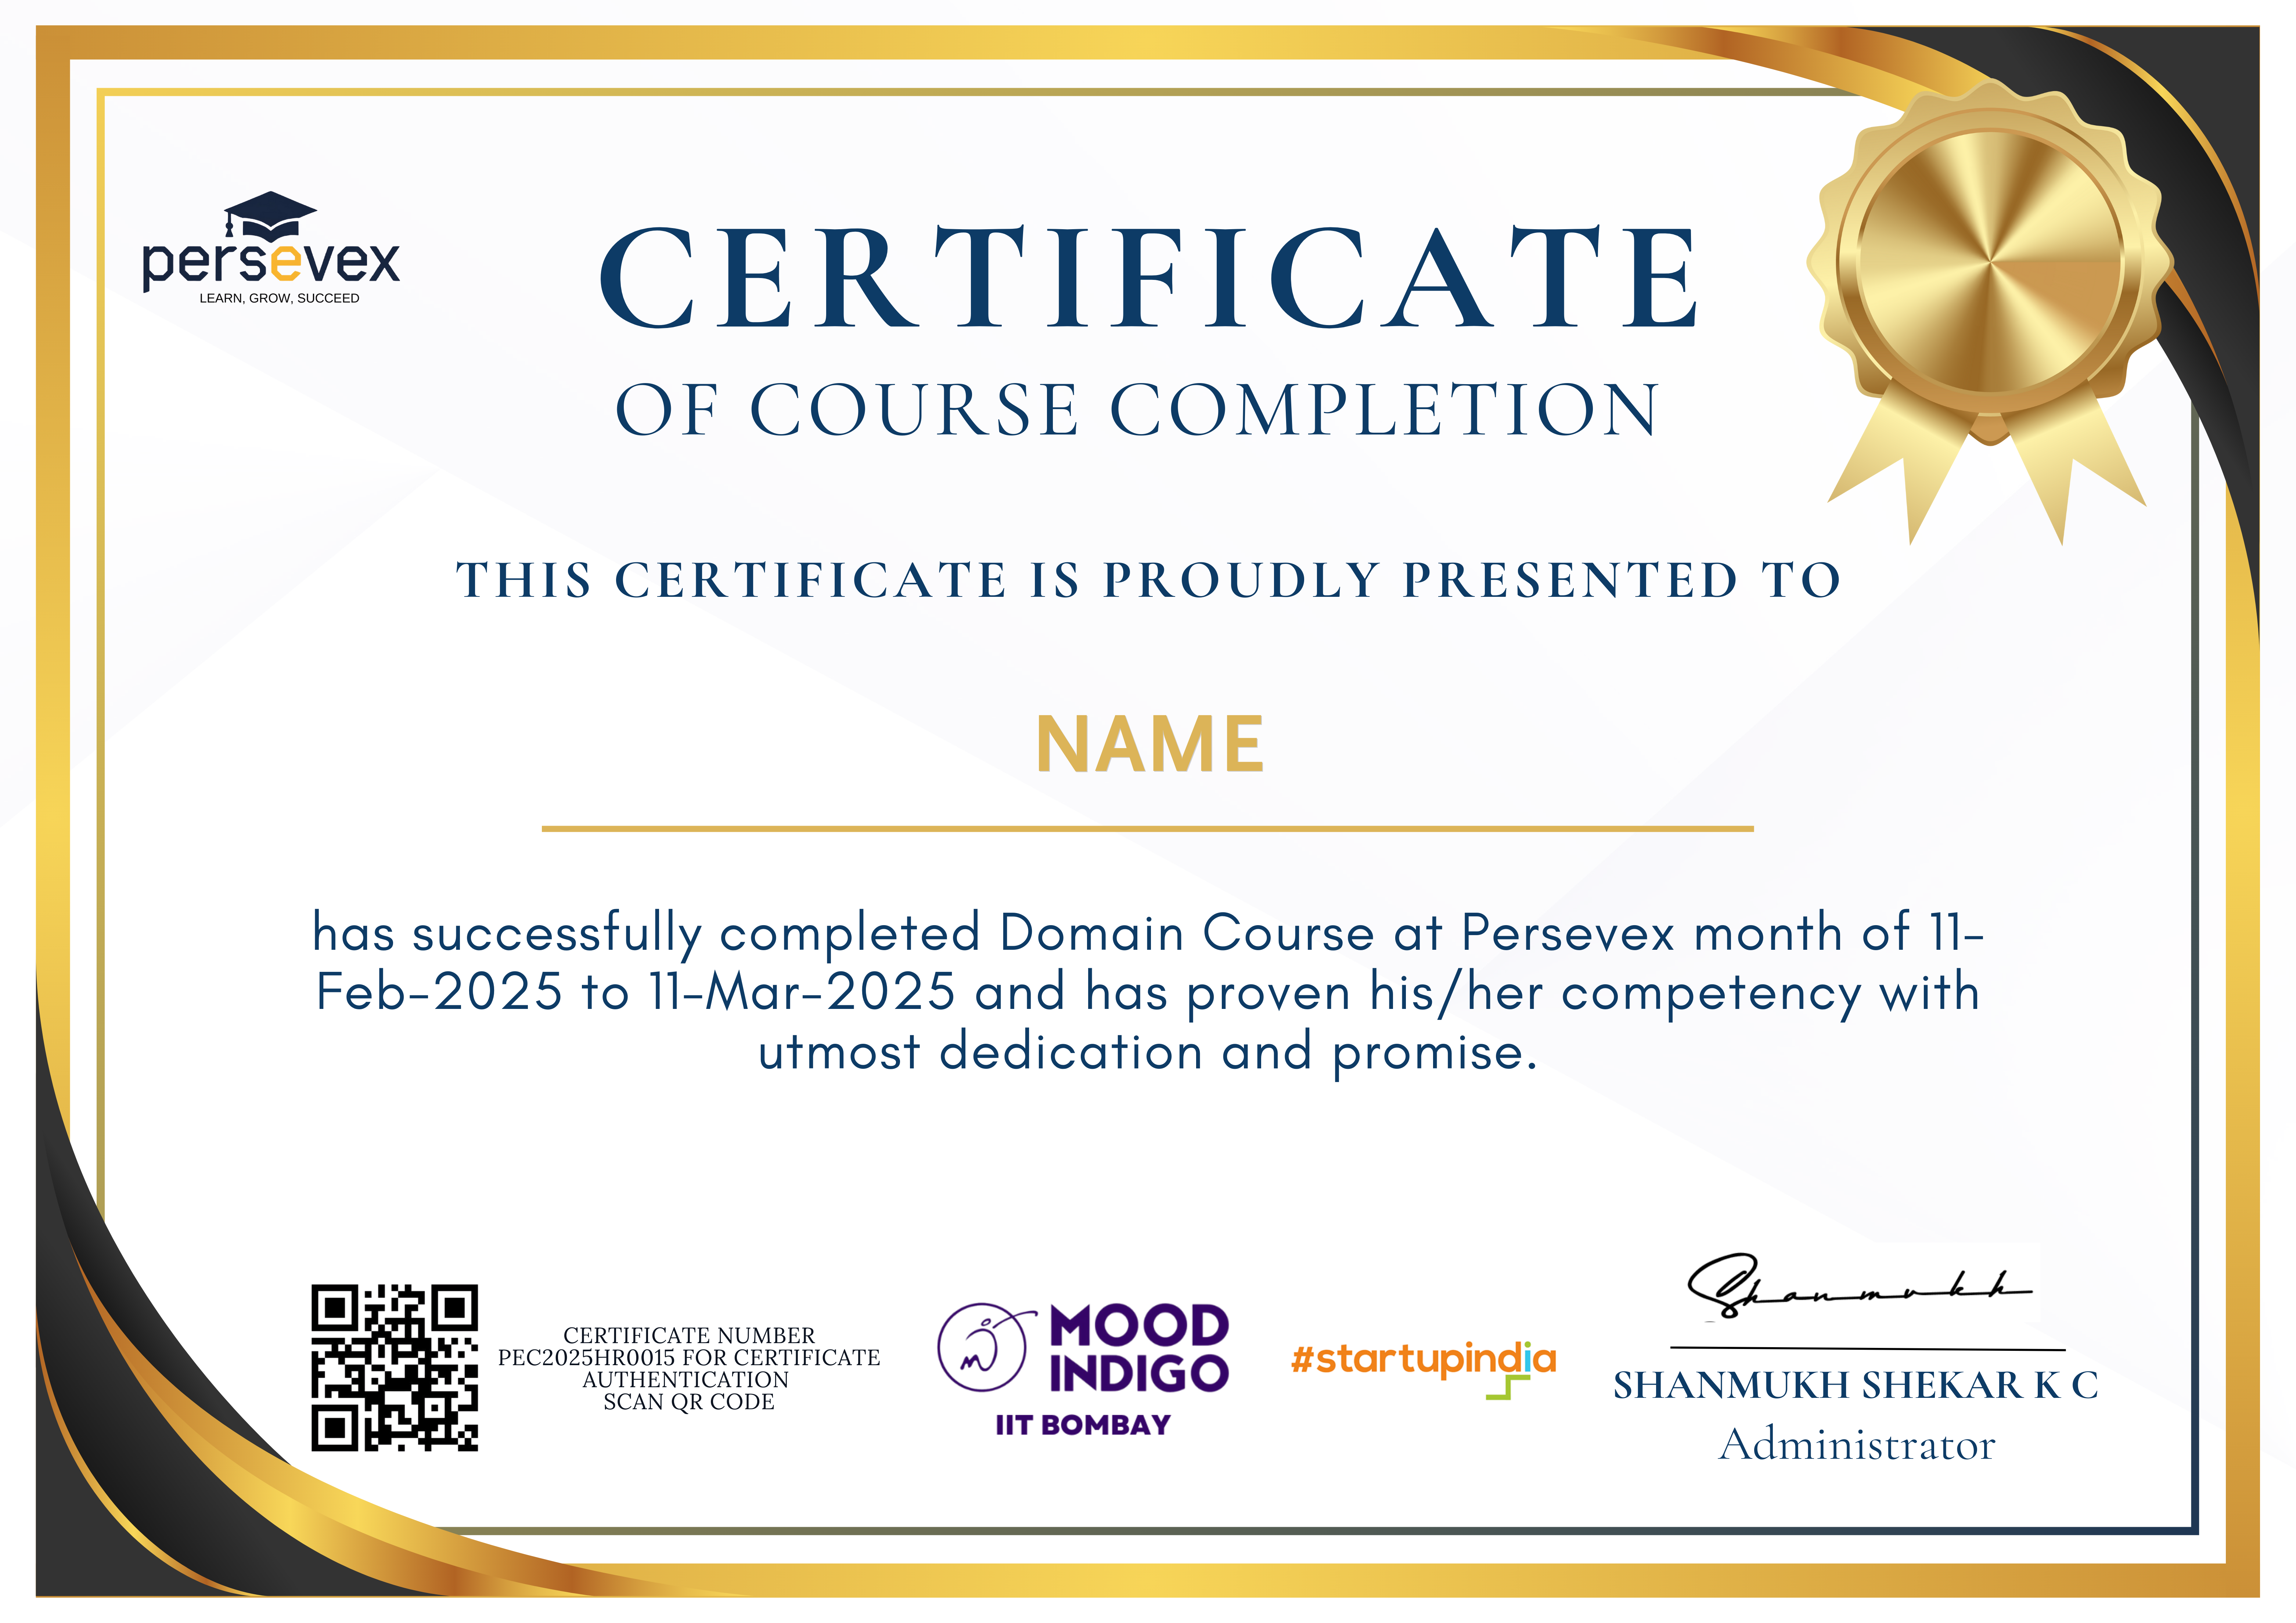 persevex
LEARN, GROW, SUCCEED
CERTIFICATE
OF COURSE COMPLETION
THIS CERTIFICATE IS PROUDLY PRESENTED TO
NAME
has successfully completed Domain Course at Persevex month of 11-
Feb-2025 to 11-Mar-2025 and has proven his/her competency with
utmost dedication and promise.
CERTIFICATE NUMBER
PEC2025HR0015 FOR CERTIFICATE
AUTHENTICATION
SCAN QR CODE
MOOD
INDIGO
IIT BOMBAY
#startupindia
Shanmukh
SHANMUKH SHEKAR K C
Administrator